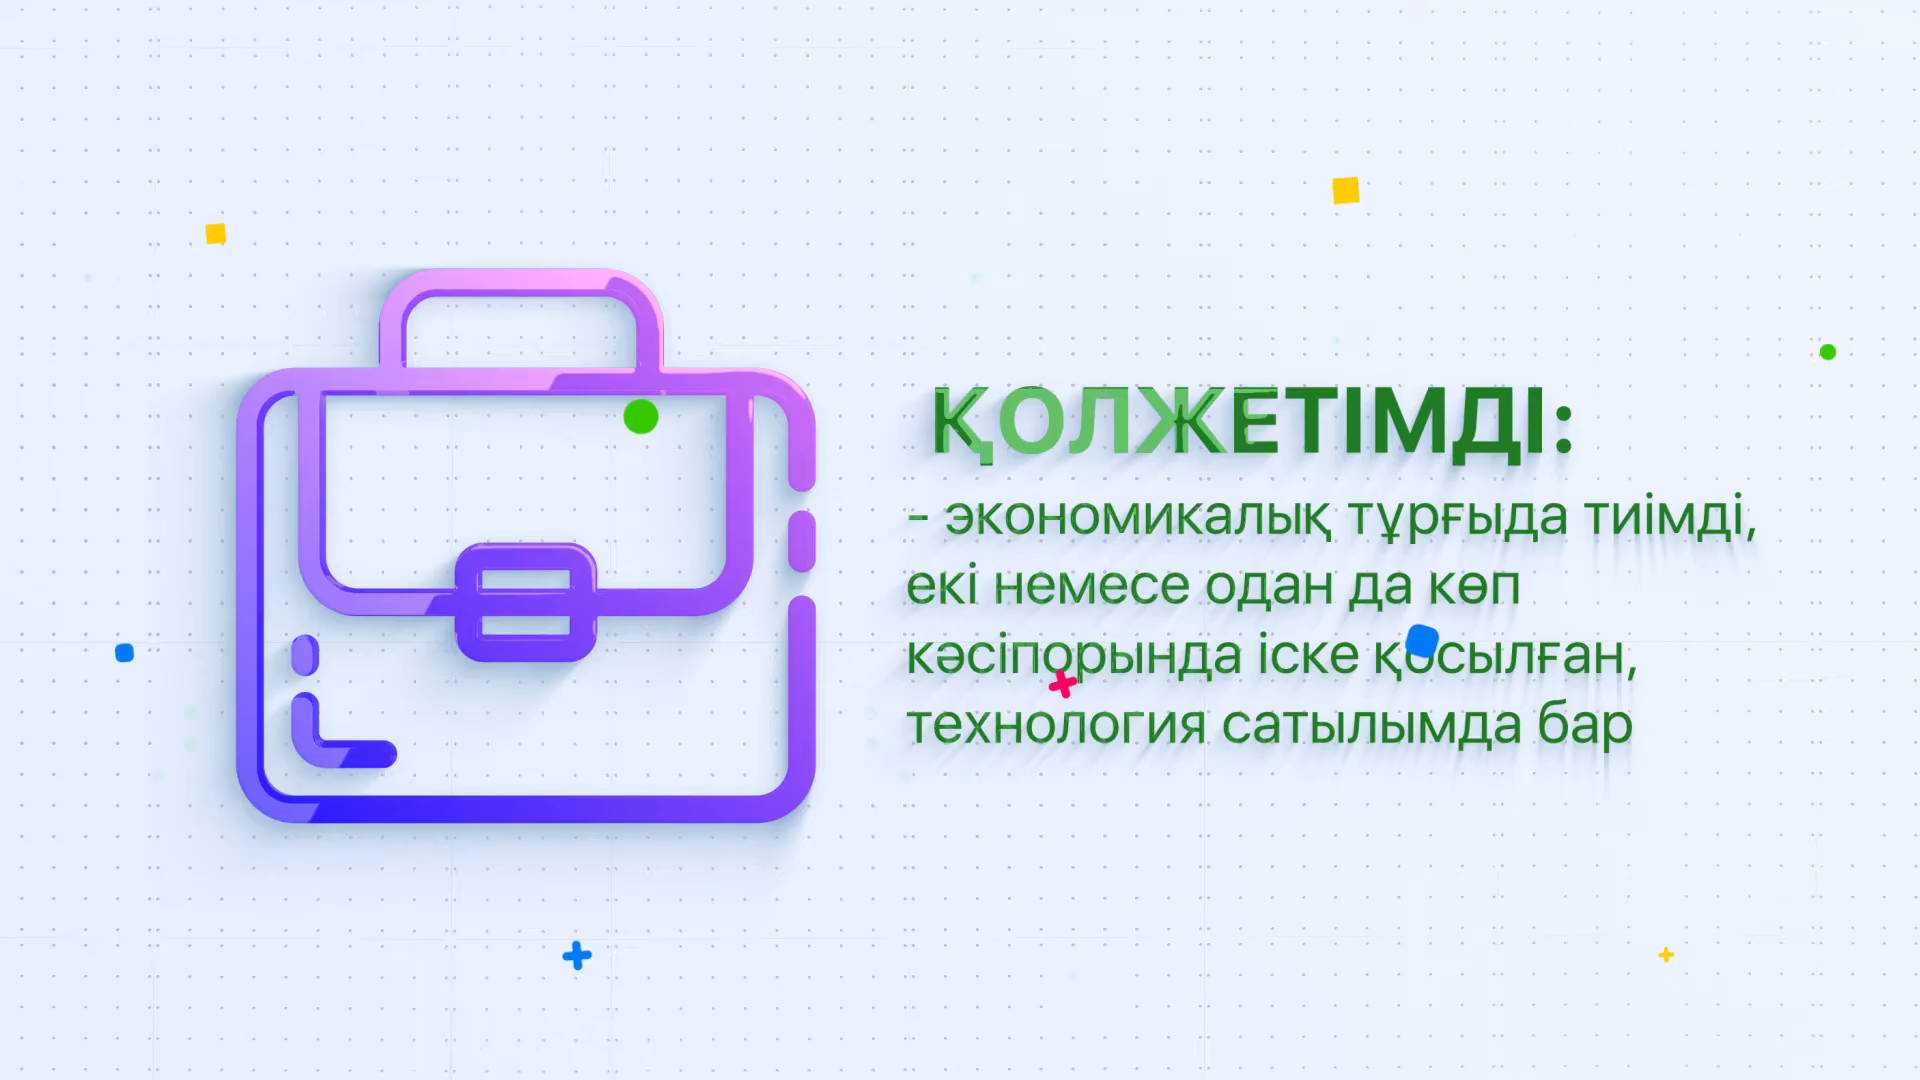 ҚОЛЖЕТІМДІ:
- экономикалық тұрғыда тиімді,
екі немесе одан да көп
кәсіпорында іске қосылған,
технология сатылымда бар